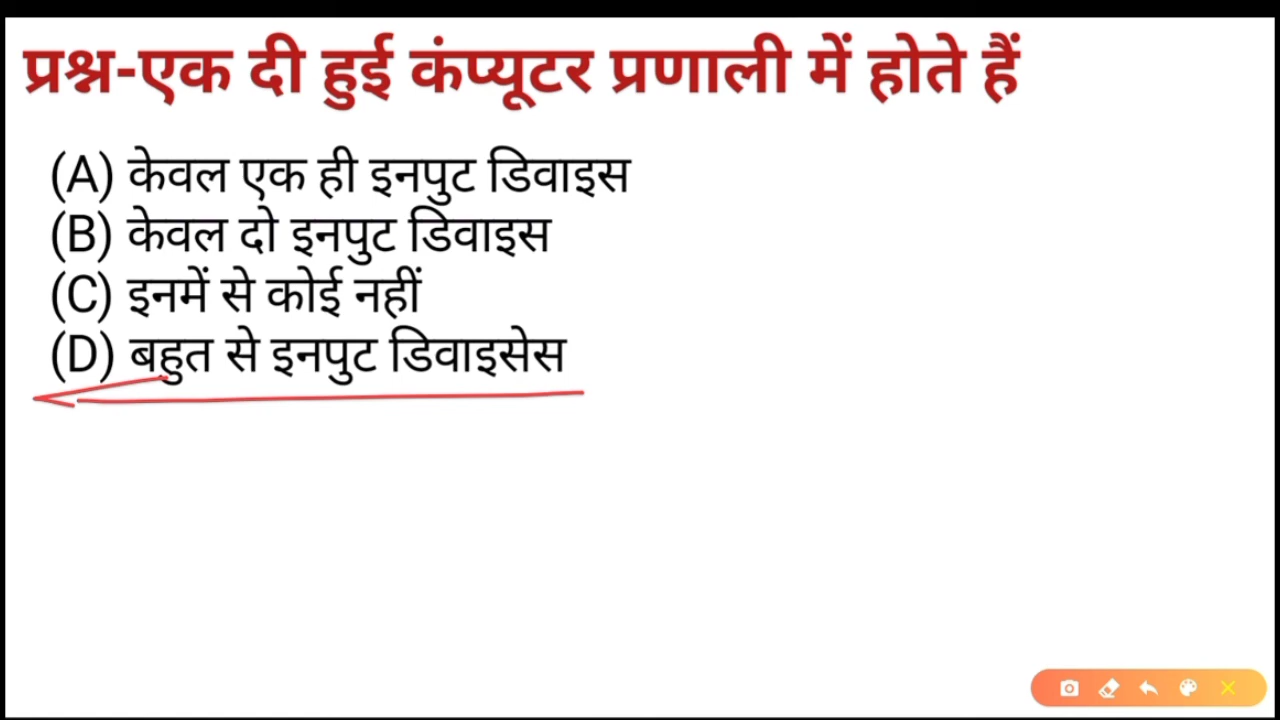 प्रश्न-एक दी हुई कंप्यूटर प्रणाली में होते हैं
(A) केवल एक ही इनपुट डिवाइस
(B) केवल दो इनपुट डिवाइस
(C) इनमें से कोई नहीं
(D) बहुत से इनपुट डिवाइसेस